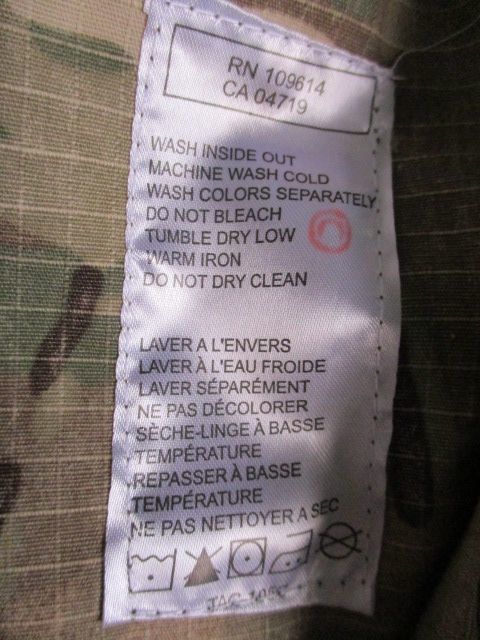 RN 109614
CA 04719
WASH INSIDE OUT
MACHINE WASH COLD
WASH COLORS SEPARATELY
DO NOT BLEACH
TUMBLE DRY LOW
WARM IRON
DO NOT DRY CLEAN
LAVER A L'ENVERS
LAVER À L'EAU FROIDE
LAVER SÉPARÉMENT
NE PAS DÉCOLORER
SÈCHE-LINGE À BASSE
TEMPÉRATURE
REPASSER À BASSE
TEMPÉRATURE
NE PAS NETTOYER A SEC